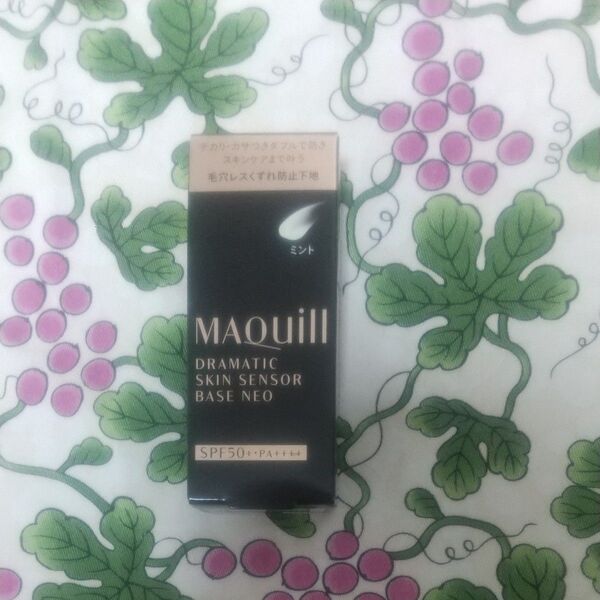 テカリ・カサつきダブルで防ぎ
スキンケアまで叶う
毛穴レスくずれ防止下地
ミント
MAQuill
DRAMATIC
SKIN SENSOR
BASE NEO
SPF50+・PA++++